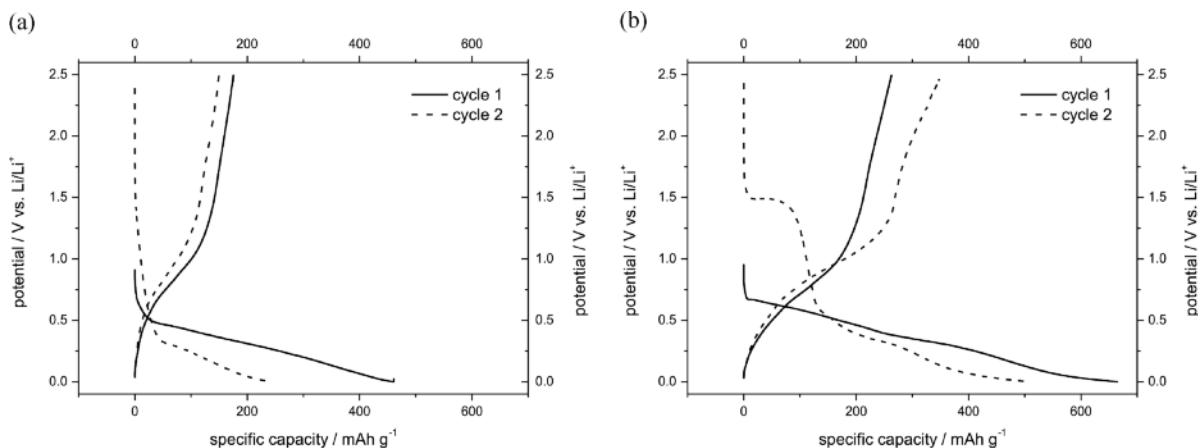 (a)
0 200 400 600
2.5 2.5
cycle 1
cycle 2
2.0 2.0
1.5 1.5
1.0 1.0
0.5 0.5
0.0 0.0
potential / V vs. Li/Li+
potential / V vs. Li/Li+
0 200 400 600
specific capacity / mAh g-1
(b)
0 200 400 600
2.5 2.5
cycle 1
cycle 2
2.0 2.0
1.5 1.5
1.0 1.0
0.5 0.5
0.0 0.0
potential / V vs. Li/Li+
potential / V vs. Li/Li+
0 200 400 600
specific capacity / mAh g-1